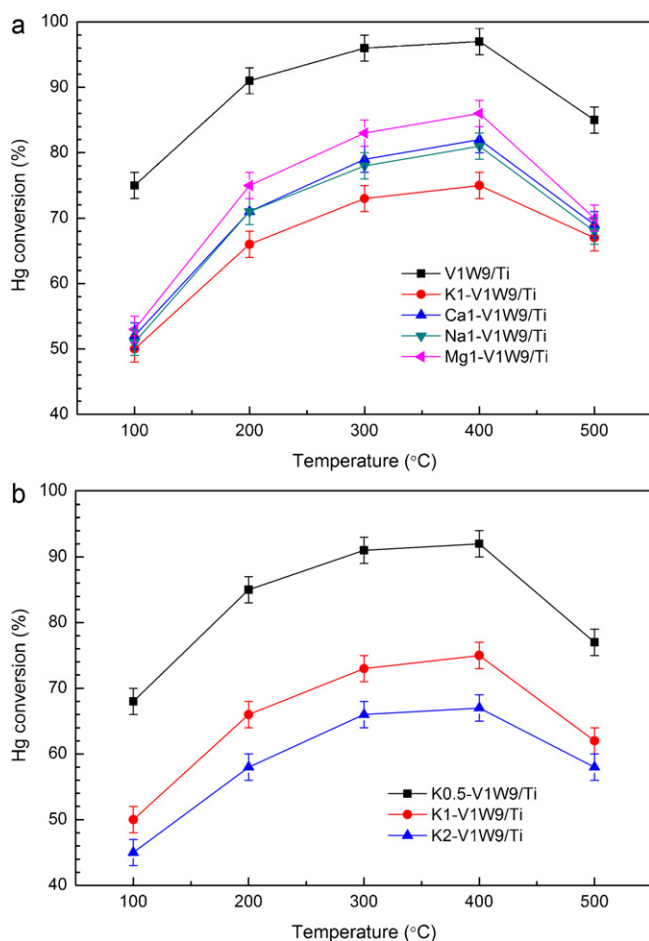 a
100
90
80
70
60
50
40
Hg conversion (%)
V1W9/Ti
K1-V1W9/Ti
Ca1-V1W9/Ti
Na1-V1W9/Ti
Mg1-V1W9/Ti
100 200 300 400 500
Temperature (°C)
b
100
90
80
70
60
50
40
Hg conversion (%)
K0.5-V1W9/Ti
K1-V1W9/Ti
K2-V1W9/Ti
100 200 300 400 500
Temperature (°C)